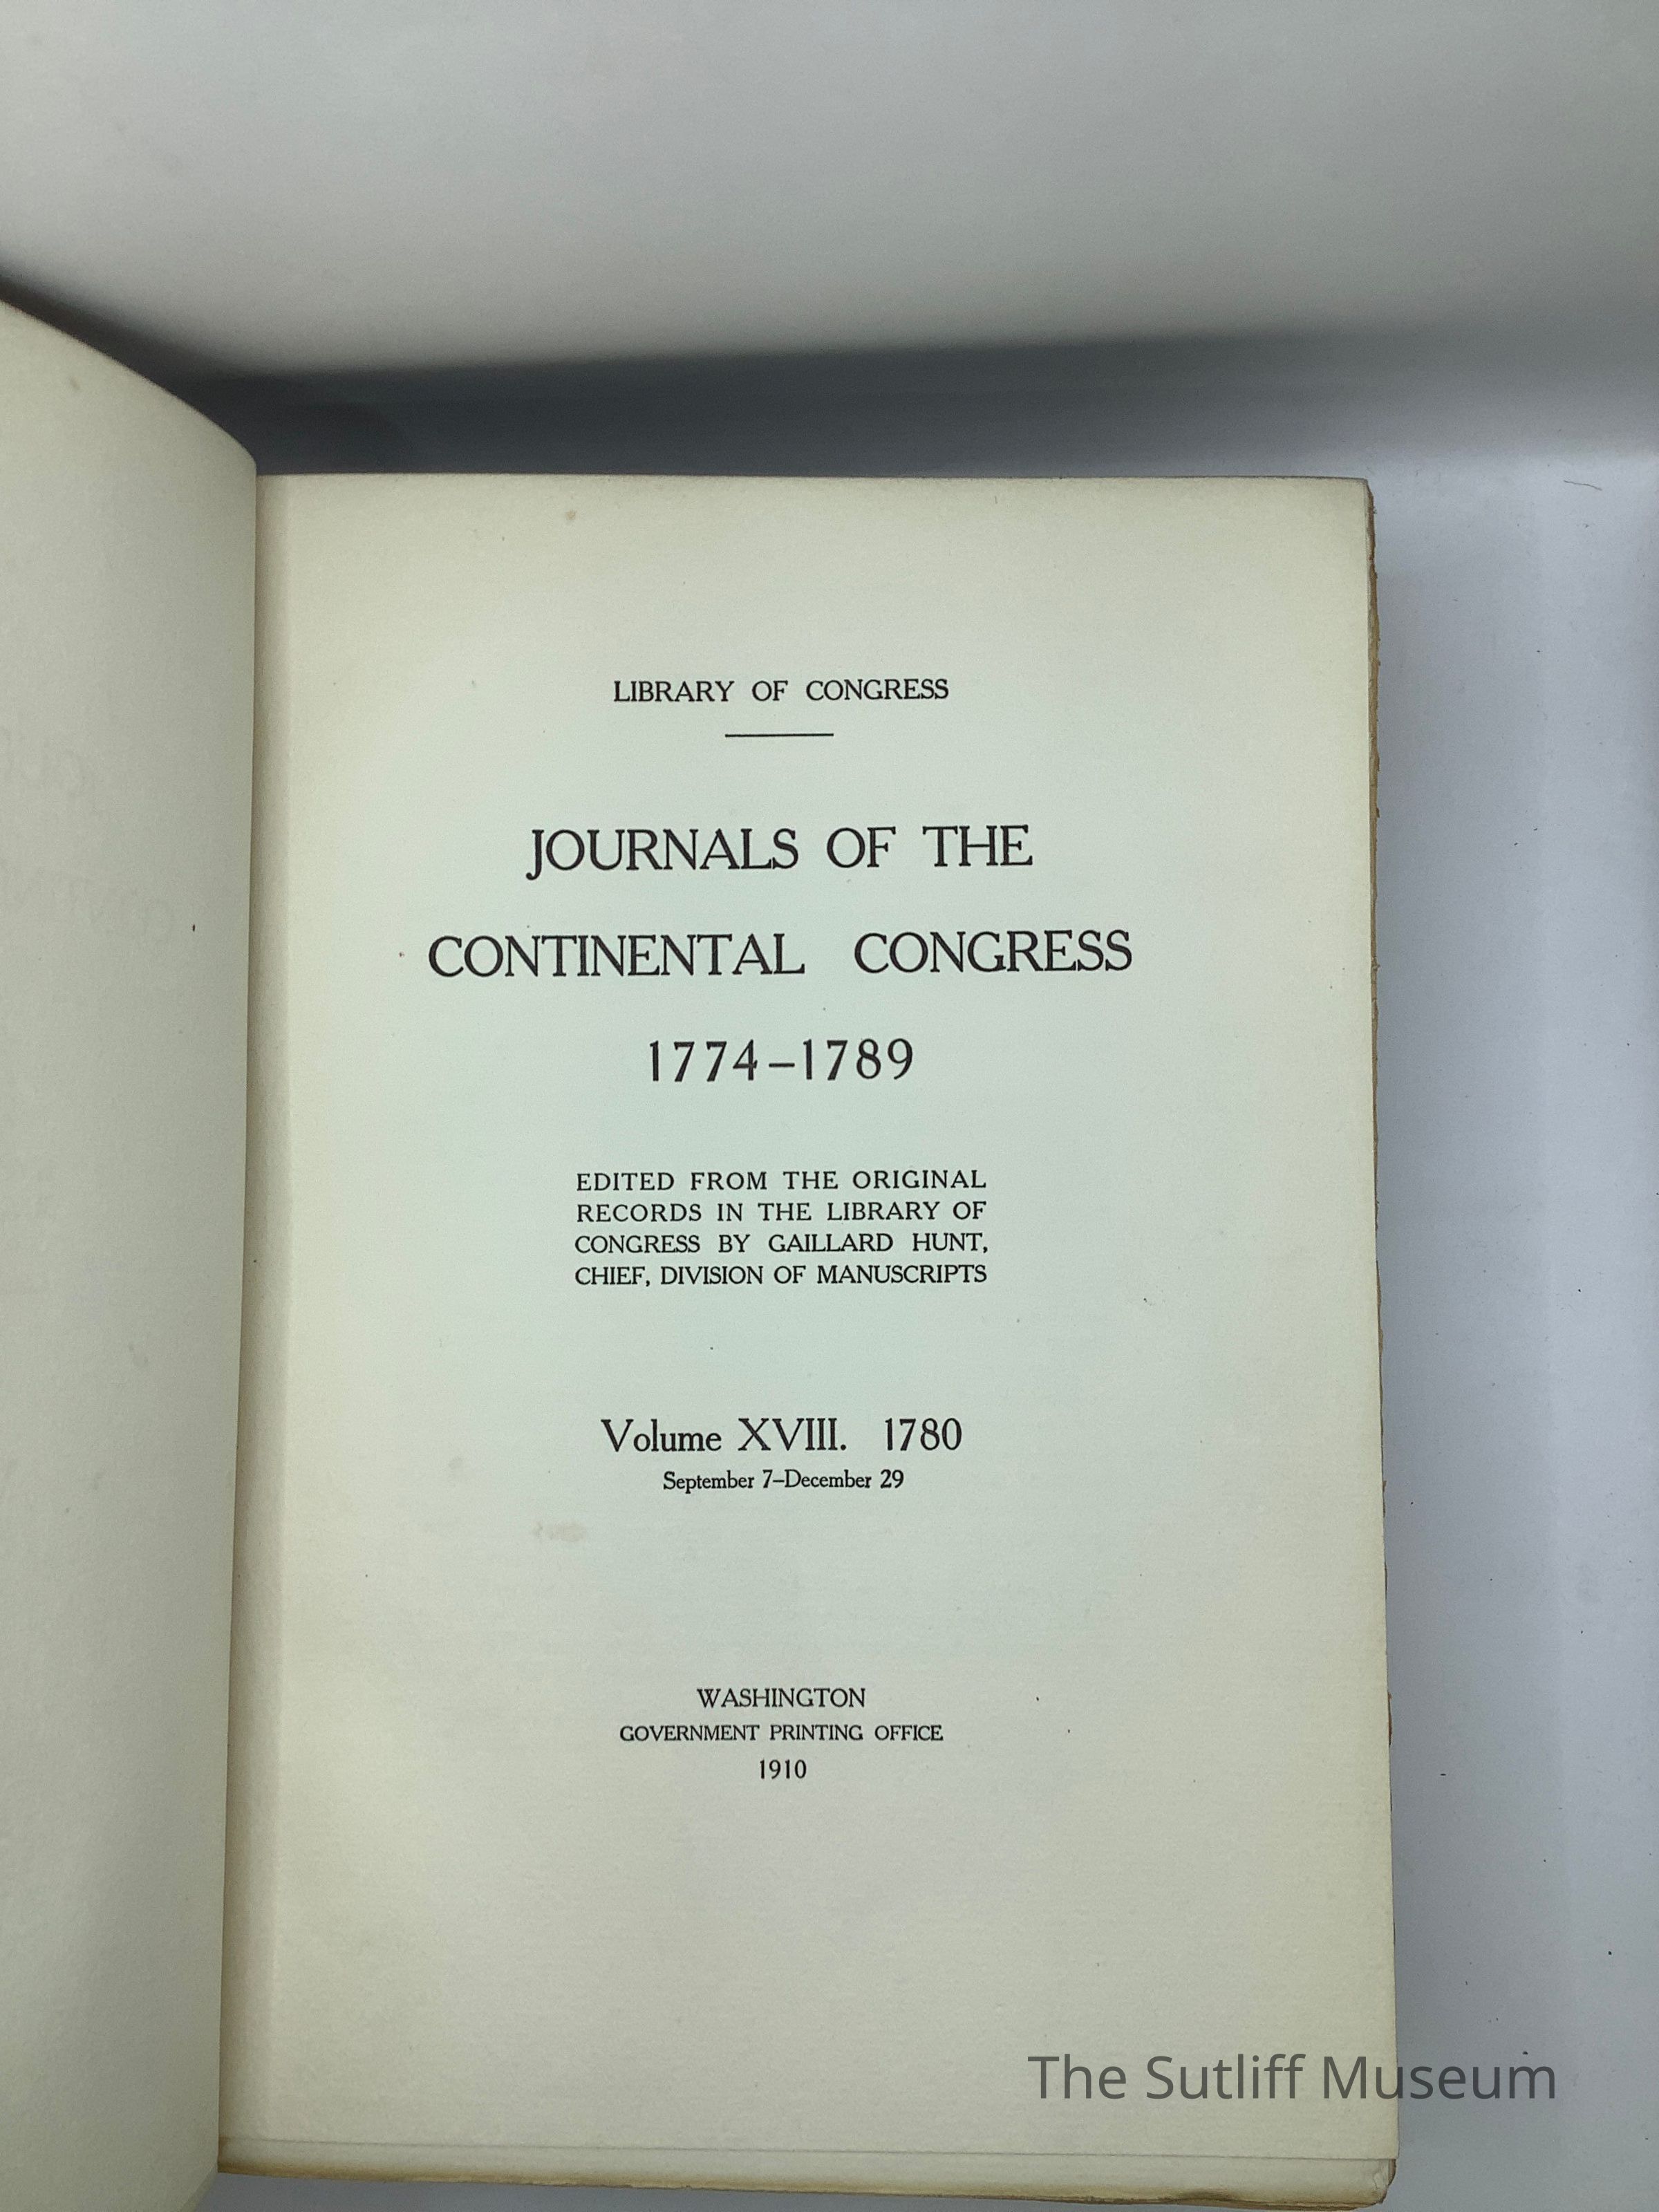 LIBRARY OF CONGRESS
JOURNALS OF THE
CONTINENTAL CONGRESS
1774–1789
EDITED FROM THE ORIGINAL
RECORDS IN THE LIBRARY OF
CONGRESS BY GAILLARD HUNT,
CHIEF, DIVISION OF MANUSCRIPTS
Volume XVIII. 1780
September 7–December 29
WASHINGTON
GOVERNMENT PRINTING OFFICE
1910
The Sutliff Museum